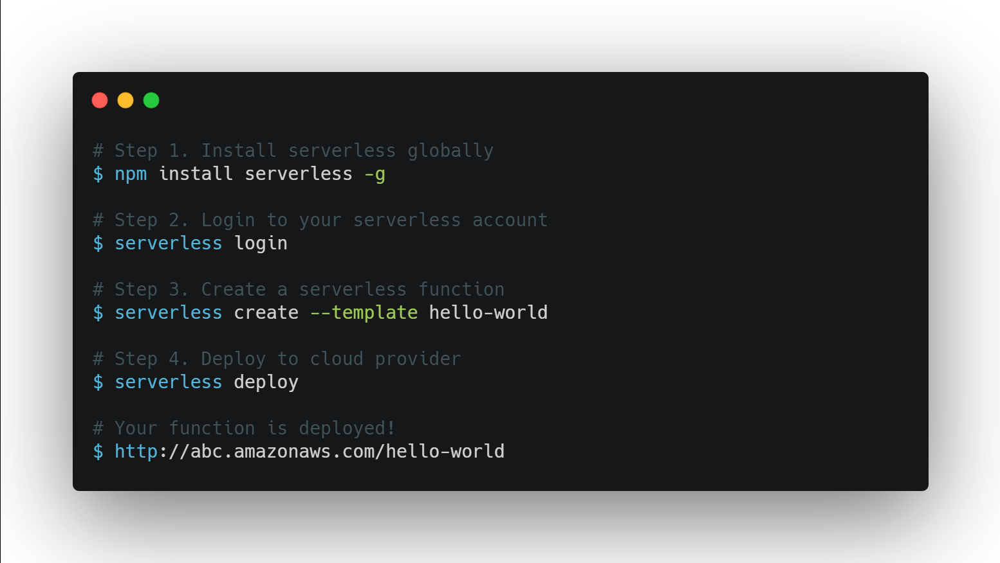 # Step 1. Install serverless globally
$ npm install serverless -g
# Step 2. Login to your serverless account
$ serverless login
# Step 3. Create a serverless function
$ serverless create --template hello-world
# Step 4. Deploy to cloud provider
$ serverless deploy
# Your function is deployed!
$ http://abc.amazonaws.com/hello-world